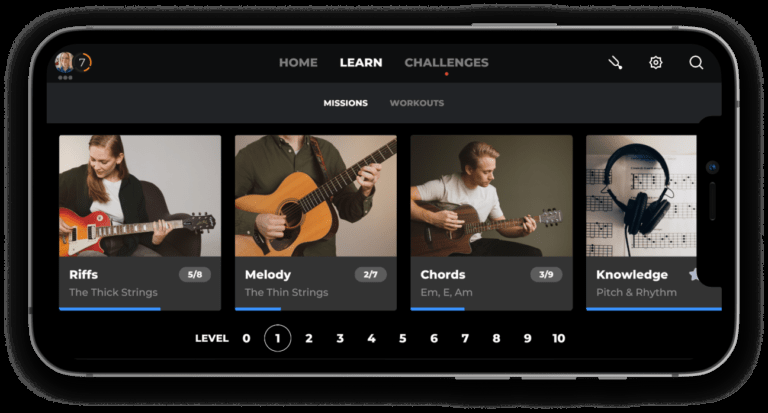 7
HOME LEARN CHALLENGES
MISSIONS WORKOUTS
Riffs 5/8
The Thick Strings
Melody 2/7
The Thin Strings
Chords 3/9
Em, E, Am
Knowledge
Pitch & Rhythm
LEVEL 0 1 2 3 4 5 6 7 8 9 10